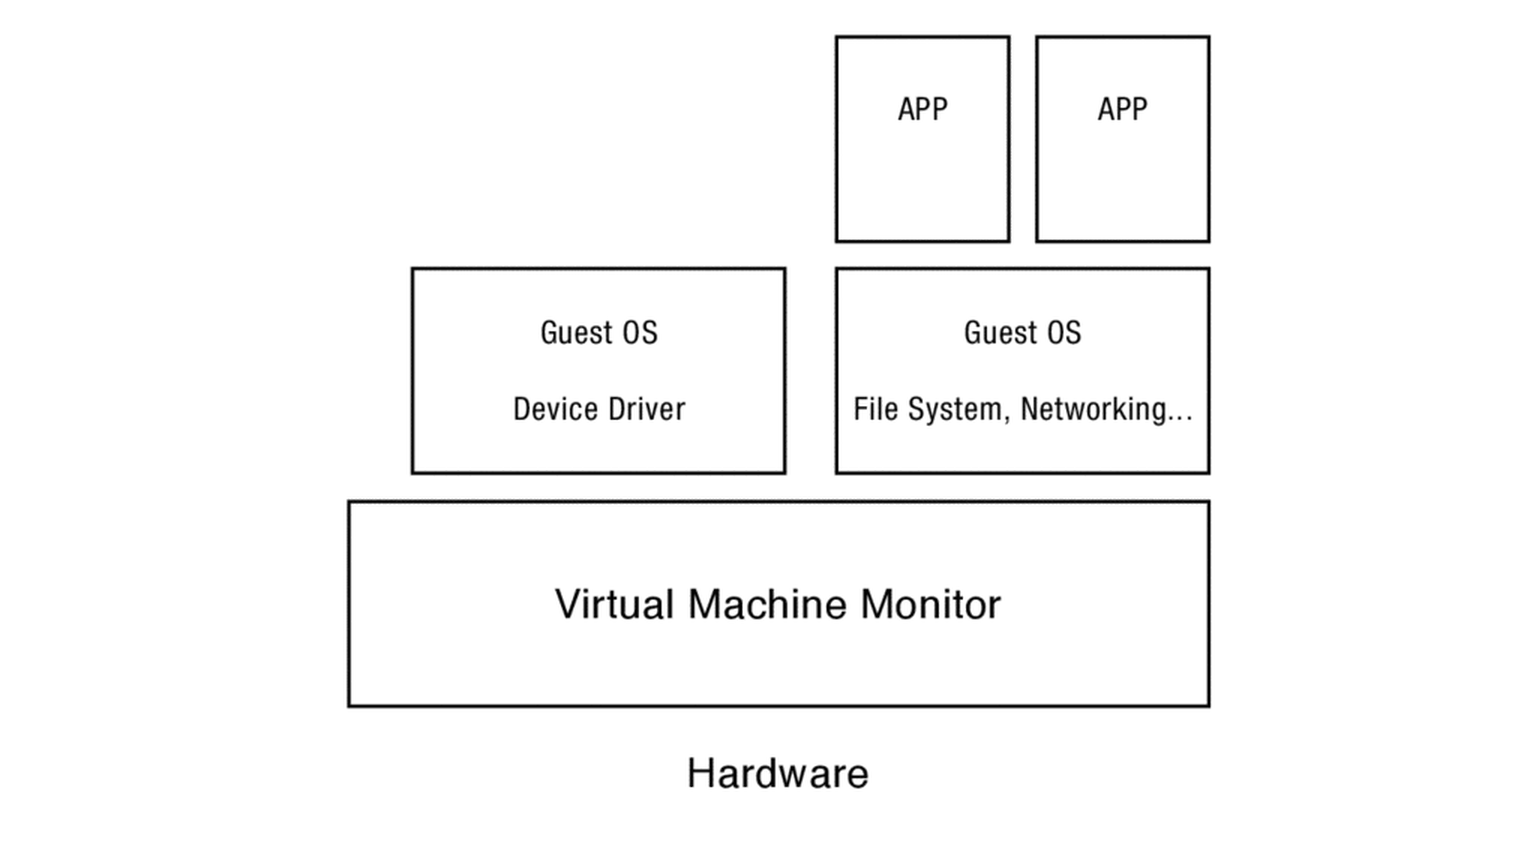 APP
APP
Guest OS
Device Driver
Guest OS
File System, Networking...
Virtual Machine Monitor
Hardware